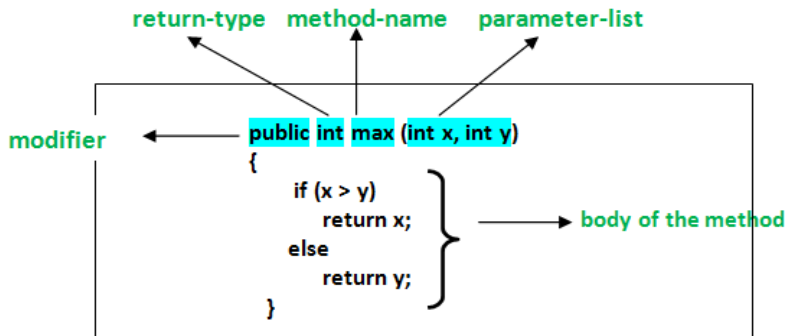 return-type method-name parameter-list
modifier
public int max (int x, int y)
{
if (x > y)
return x;
else
return y;
}
body of the method